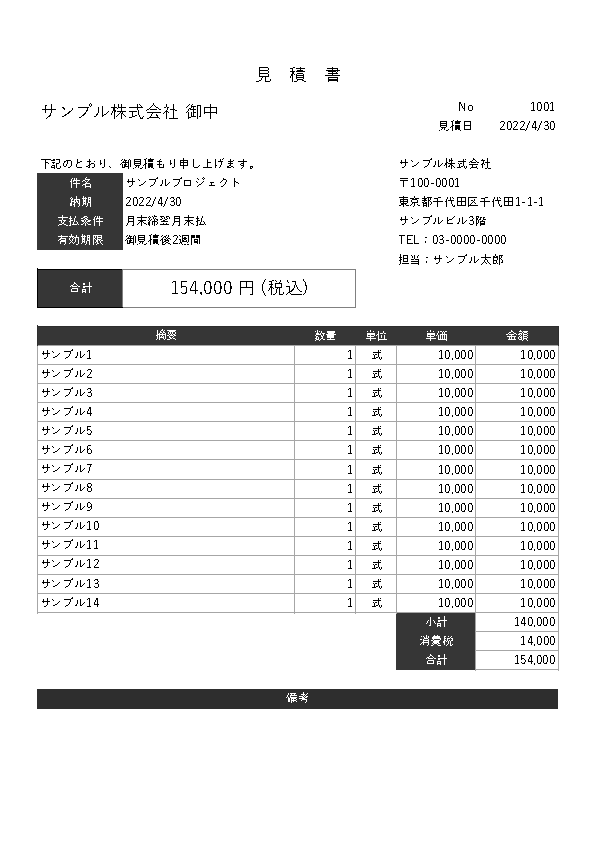 見 積 書
サンプル株式会社 御中
No 1001
見積日 2022/4/30
下記のとおり、御見積もり申し上げます。
件名 サンプルプロジェクト
納期 2022/4/30
支払条件 月末締翌月末払
有効期限 御見積後2週間
サンプル株式会社
〒100-0001
東京都千代田区千代田1-1-1
サンプルビル3階
TEL：03-0000-0000
担当：サンプル太郎
合計 154,000 円 (税込)
摘要 数量 単位 単価 金額
サンプル1 1 式 10,000 10,000
サンプル2 1 式 10,000 10,000
サンプル3 1 式 10,000 10,000
サンプル4 1 式 10,000 10,000
サンプル5 1 式 10,000 10,000
サンプル6 1 式 10,000 10,000
サンプル7 1 式 10,000 10,000
サンプル8 1 式 10,000 10,000
サンプル9 1 式 10,000 10,000
サンプル10 1 式 10,000 10,000
サンプル11 1 式 10,000 10,000
サンプル12 1 式 10,000 10,000
サンプル13 1 式 10,000 10,000
サンプル14 1 式 10,000 10,000
小計 140,000
消費税 14,000
合計 154,000
備考